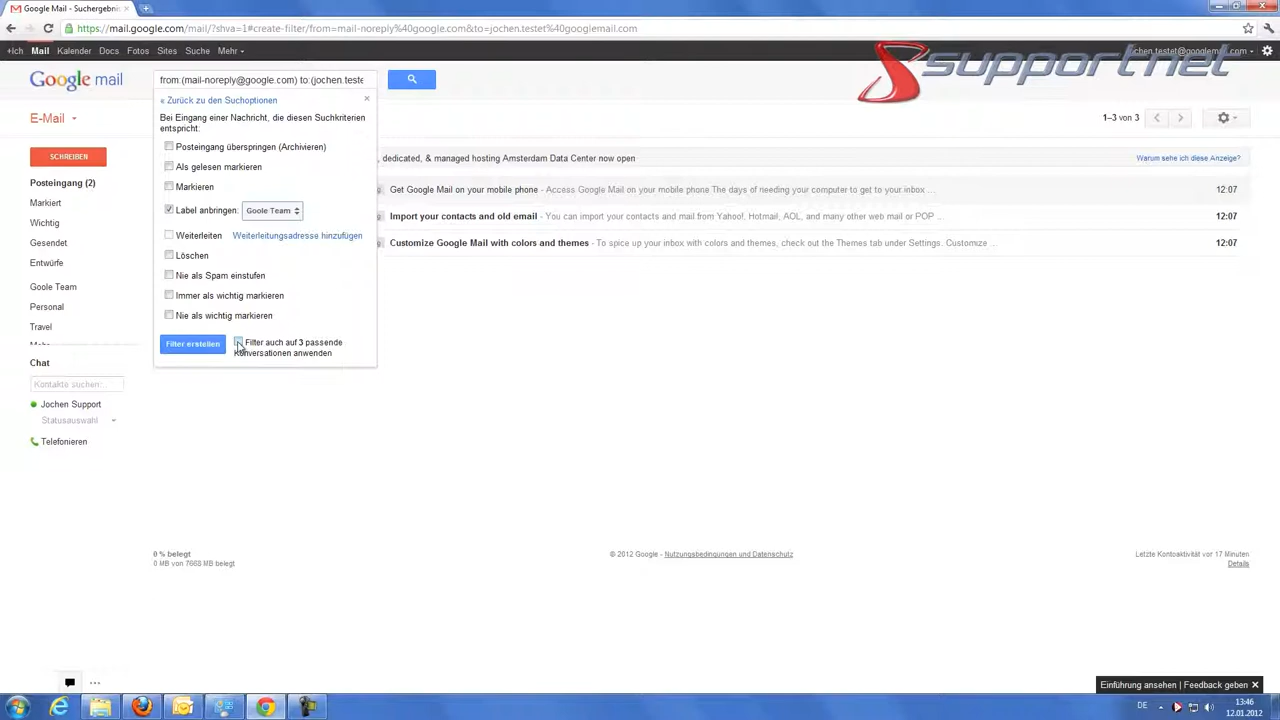 Google Mail - Suchergebnis
https://mail.google.com/mail/?shva=1#create-filter/from=mail-noreply%40google.com&to=jochen.testet%40googlemail.com
+Ich Mail Kalender Docs Fotos Sites Suche Mehr
jochen.testet@googlemail.com
supportnet
Google mail
from:(mail-noreply@google.com) to:(jochen.teste
« Zurück zu den Suchoptionen
Bei Eingang einer Nachricht, die diesen Suchkriterien
entspricht:
E-Mail
1–3 von 3
SCHREIBEN
Posteingang überspringen (Archivieren)
, dedicated, & managed hosting Amsterdam Data Center now open
Warum sehe ich diese Anzeige?
Als gelesen markieren
Posteingang (2)
Markieren
Get Google Mail on your mobile phone - Access Google Mail on your mobile phone The days of needing your computer to get to your inbox ...
12:07
Markiert
Label anbringen: Goole Team
Import your contacts and old email - You can import your contacts and mail from Yahoo!, Hotmail, AOL, and many other web mail or POP ...
12:07
Wichtig
Weiterleiten Weiterleitungsadresse hinzufügen
Customize Google Mail with colors and themes - To spice up your inbox with colors and themes, check out the Themes tab under Settings. Customize ...
12:07
Gesendet
Löschen
Entwürfe
Nie als Spam einstufen
Goole Team
Immer als wichtig markieren
Personal
Nie als wichtig markieren
Travel
Filter erstellen
Filter auch auf 3 passende
Konversationen anwenden
Chat
Kontakte suchen...
Jochen Support
Statusauswahl
Telefonieren
0 % belegt
0 MB von 7668 MB belegt
© 2012 Google - Nutzungsbedingungen und Datenschutz
Letzte Kontoaktivität vor 17 Minuten
Details
Einführung ansehen | Feedback geben
DE
13:46
12.01.2012